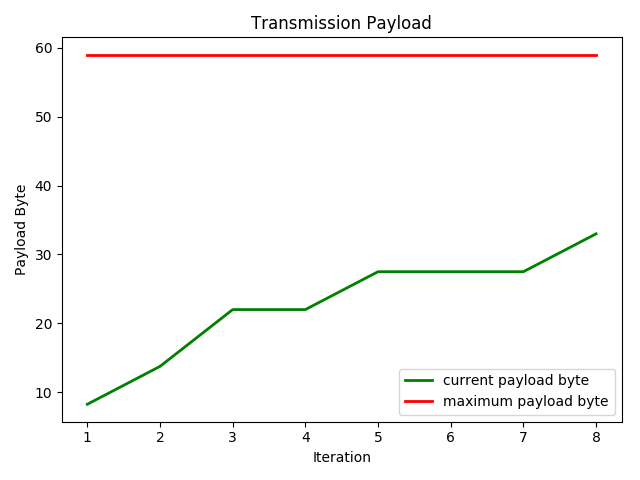 Transmission Payload
60
50
40
30
20
10
Payload Byte
current payload byte
maximum payload byte
1 2 3 4 5 6 7 8
Iteration